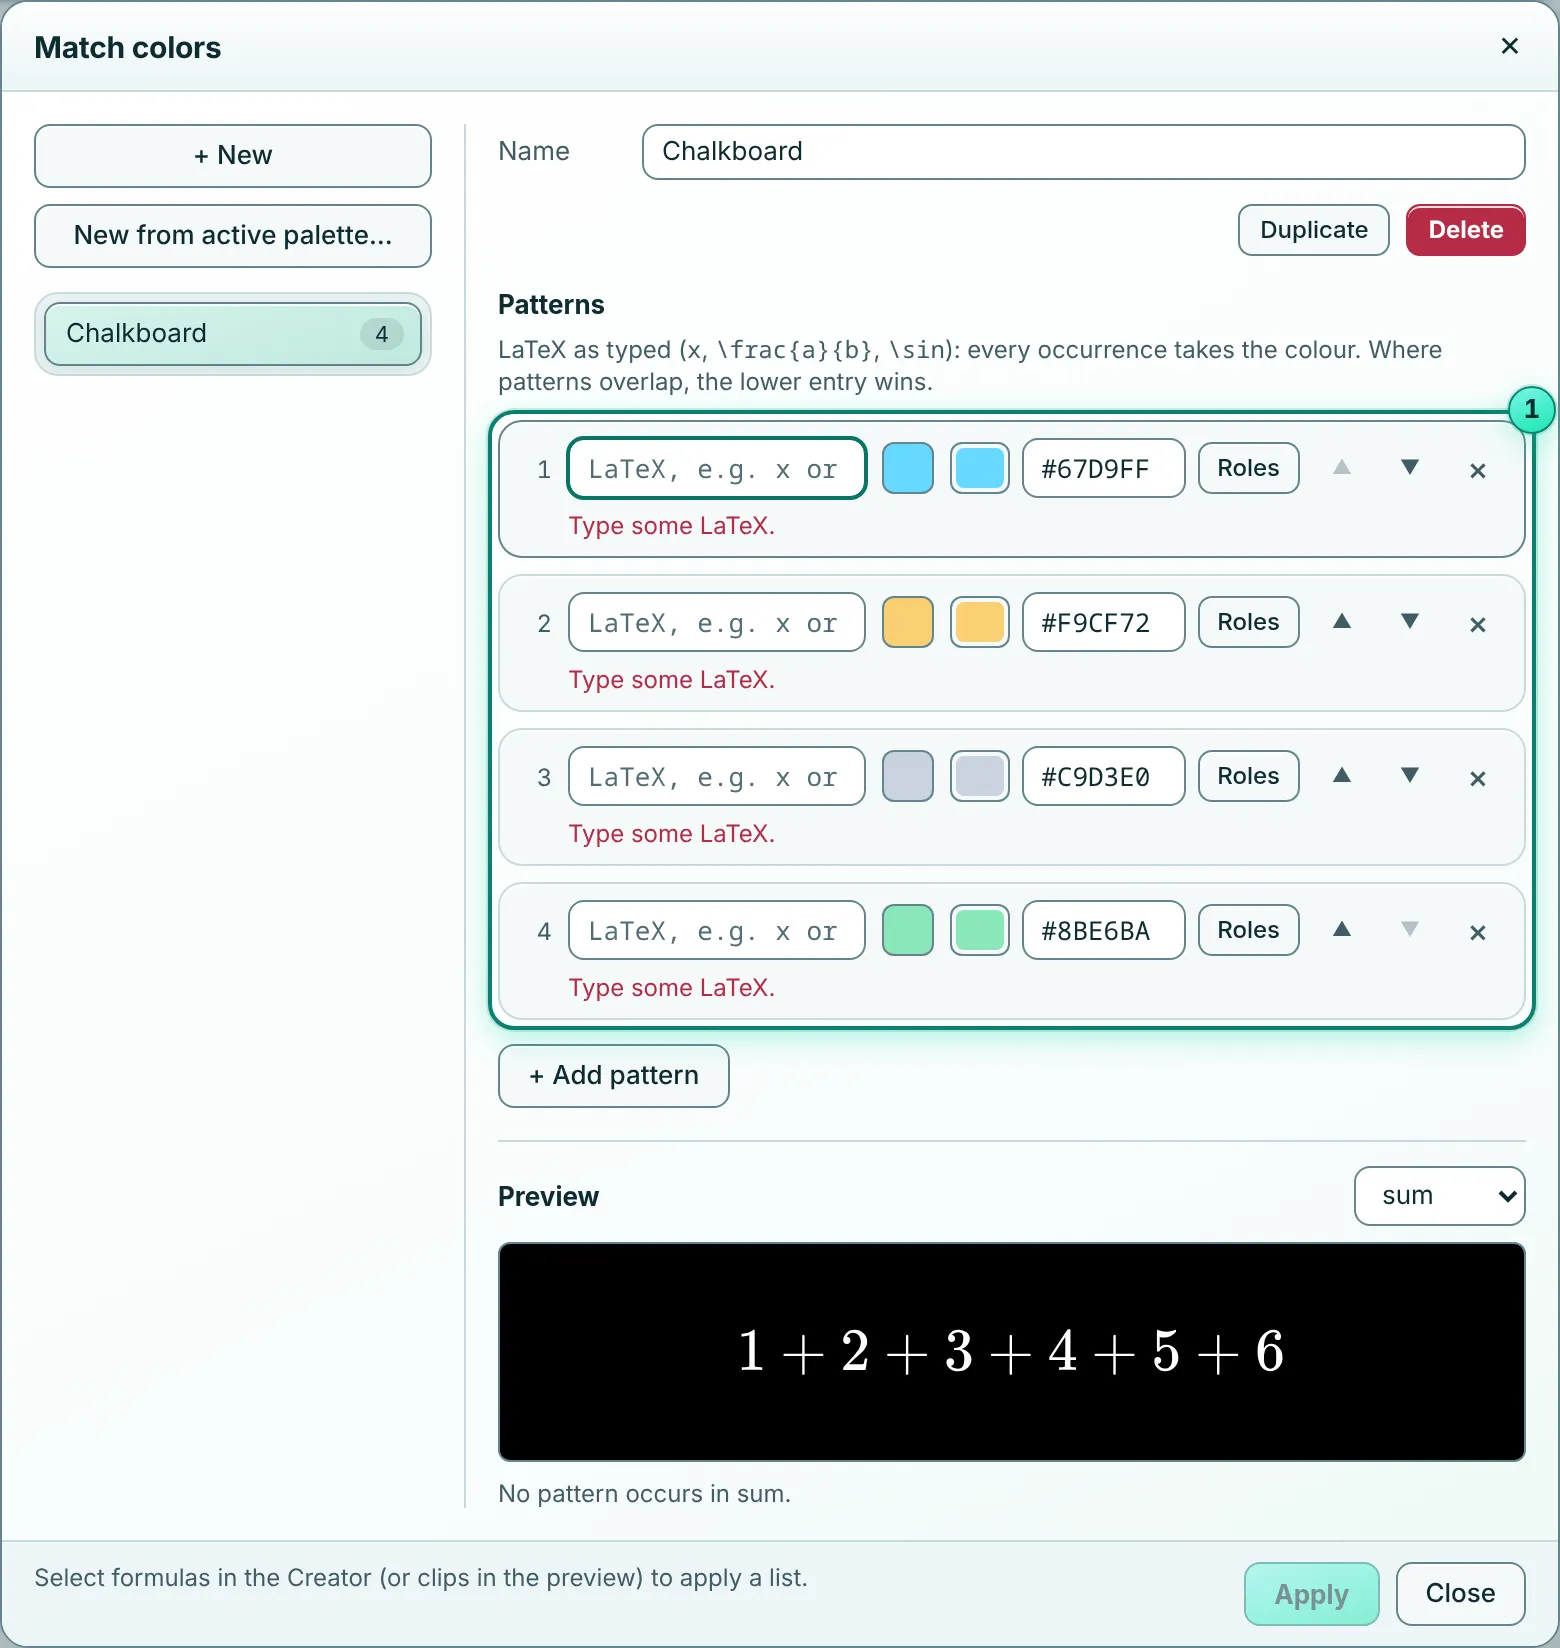 Match colors
×
+ New
New from active palette...
Chalkboard 4
Name Chalkboard
Duplicate Delete
Patterns
LaTeX as typed (x, \frac{a}{b}, \sin): every occurrence takes the colour. Where
patterns overlap, the lower entry wins.
1
1 LaTeX, e.g. x or #67D9FF Roles ▲ ▼ ×
Type some LaTeX.
2 LaTeX, e.g. x or #F9CF72 Roles ▲ ▼ ×
Type some LaTeX.
3 LaTeX, e.g. x or #C9D3E0 Roles ▲ ▼ ×
Type some LaTeX.
4 LaTeX, e.g. x or #8BE6BA Roles ▲ ▼ ×
Type some LaTeX.
+ Add pattern
Preview sum
1 + 2 + 3 + 4 + 5 + 6
No pattern occurs in sum.
Select formulas in the Creator (or clips in the preview) to apply a list.
Apply Close